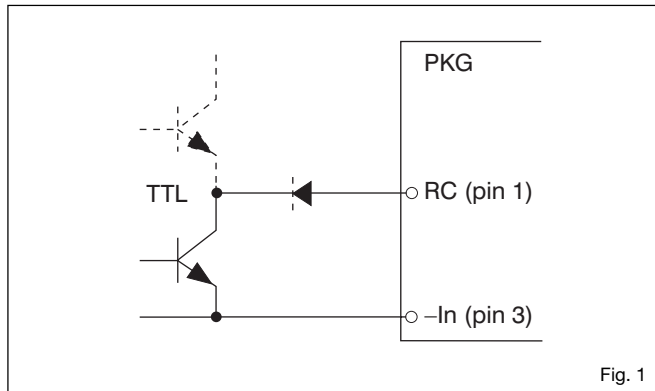 PKG
TTL
RC (pin 1)
–In (pin 3)
Fig. 1